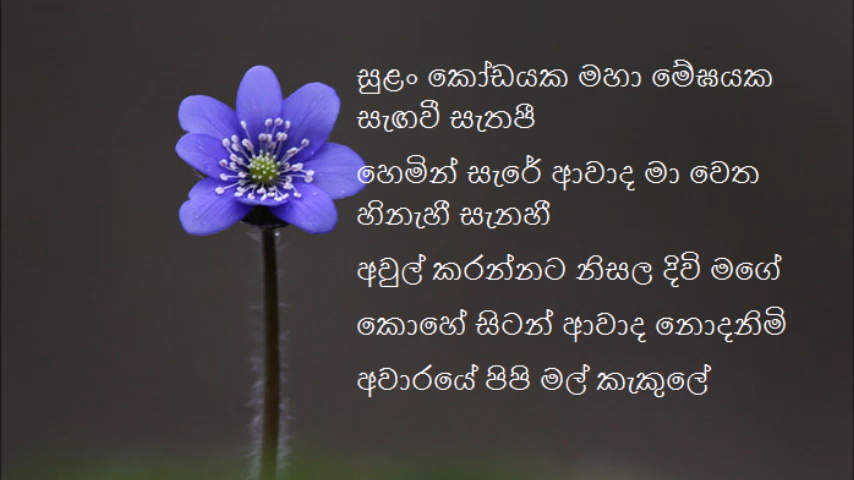 සුළං කෝඩයක මහා මේඝයක
සැඟවී සැතපී
හෙමින් සැරේ ආවාද මා වෙත
හිනැහී සැනහී
අවුල් කරන්නට නිසල දිවි මගේ
කොහේ සිටන් ආවාද නොදනිමි
අවාරයේ පිපි මල් කැකුලේ